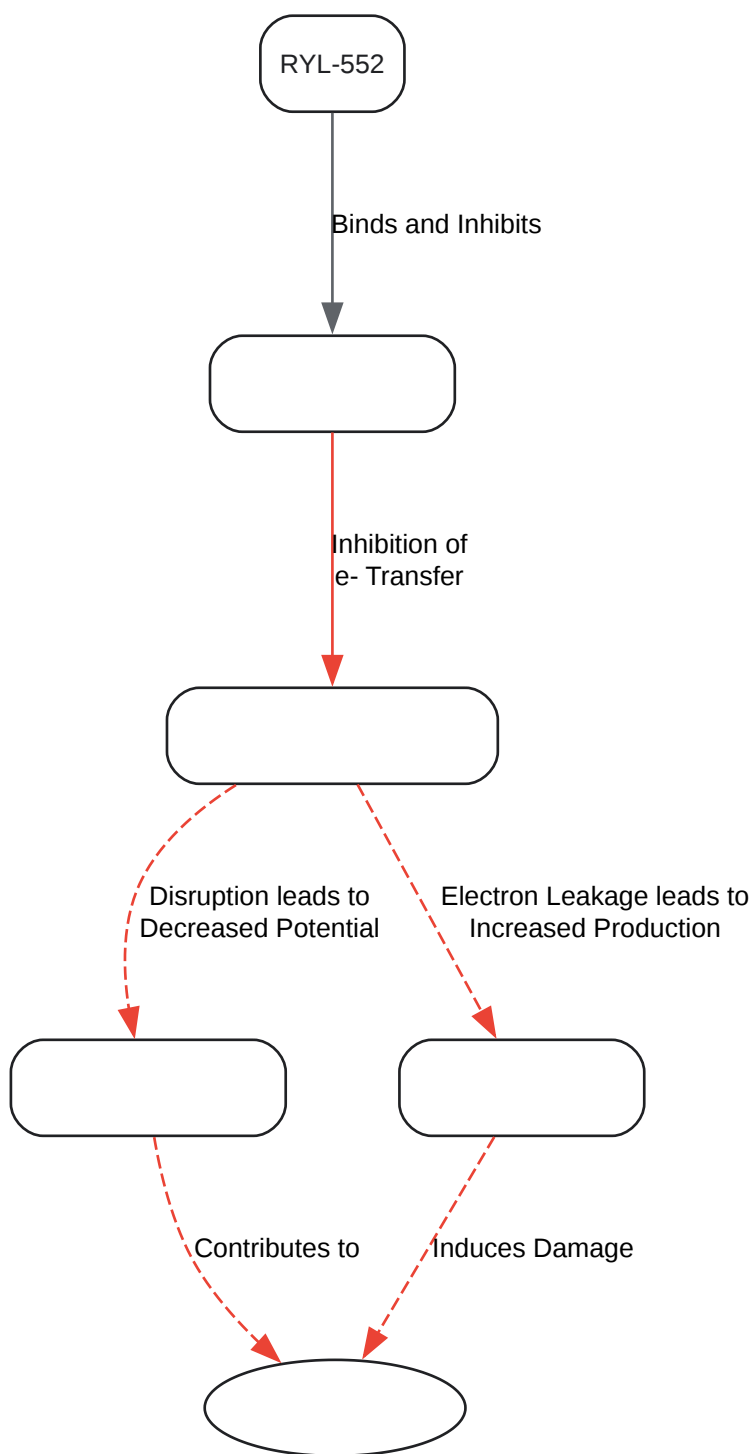 RYL-552
Binds and Inhibits
Inhibition of
e- Transfer
Disruption leads to
Decreased Potential
Electron Leakage leads to
Increased Production
Contributes to
Induces Damage